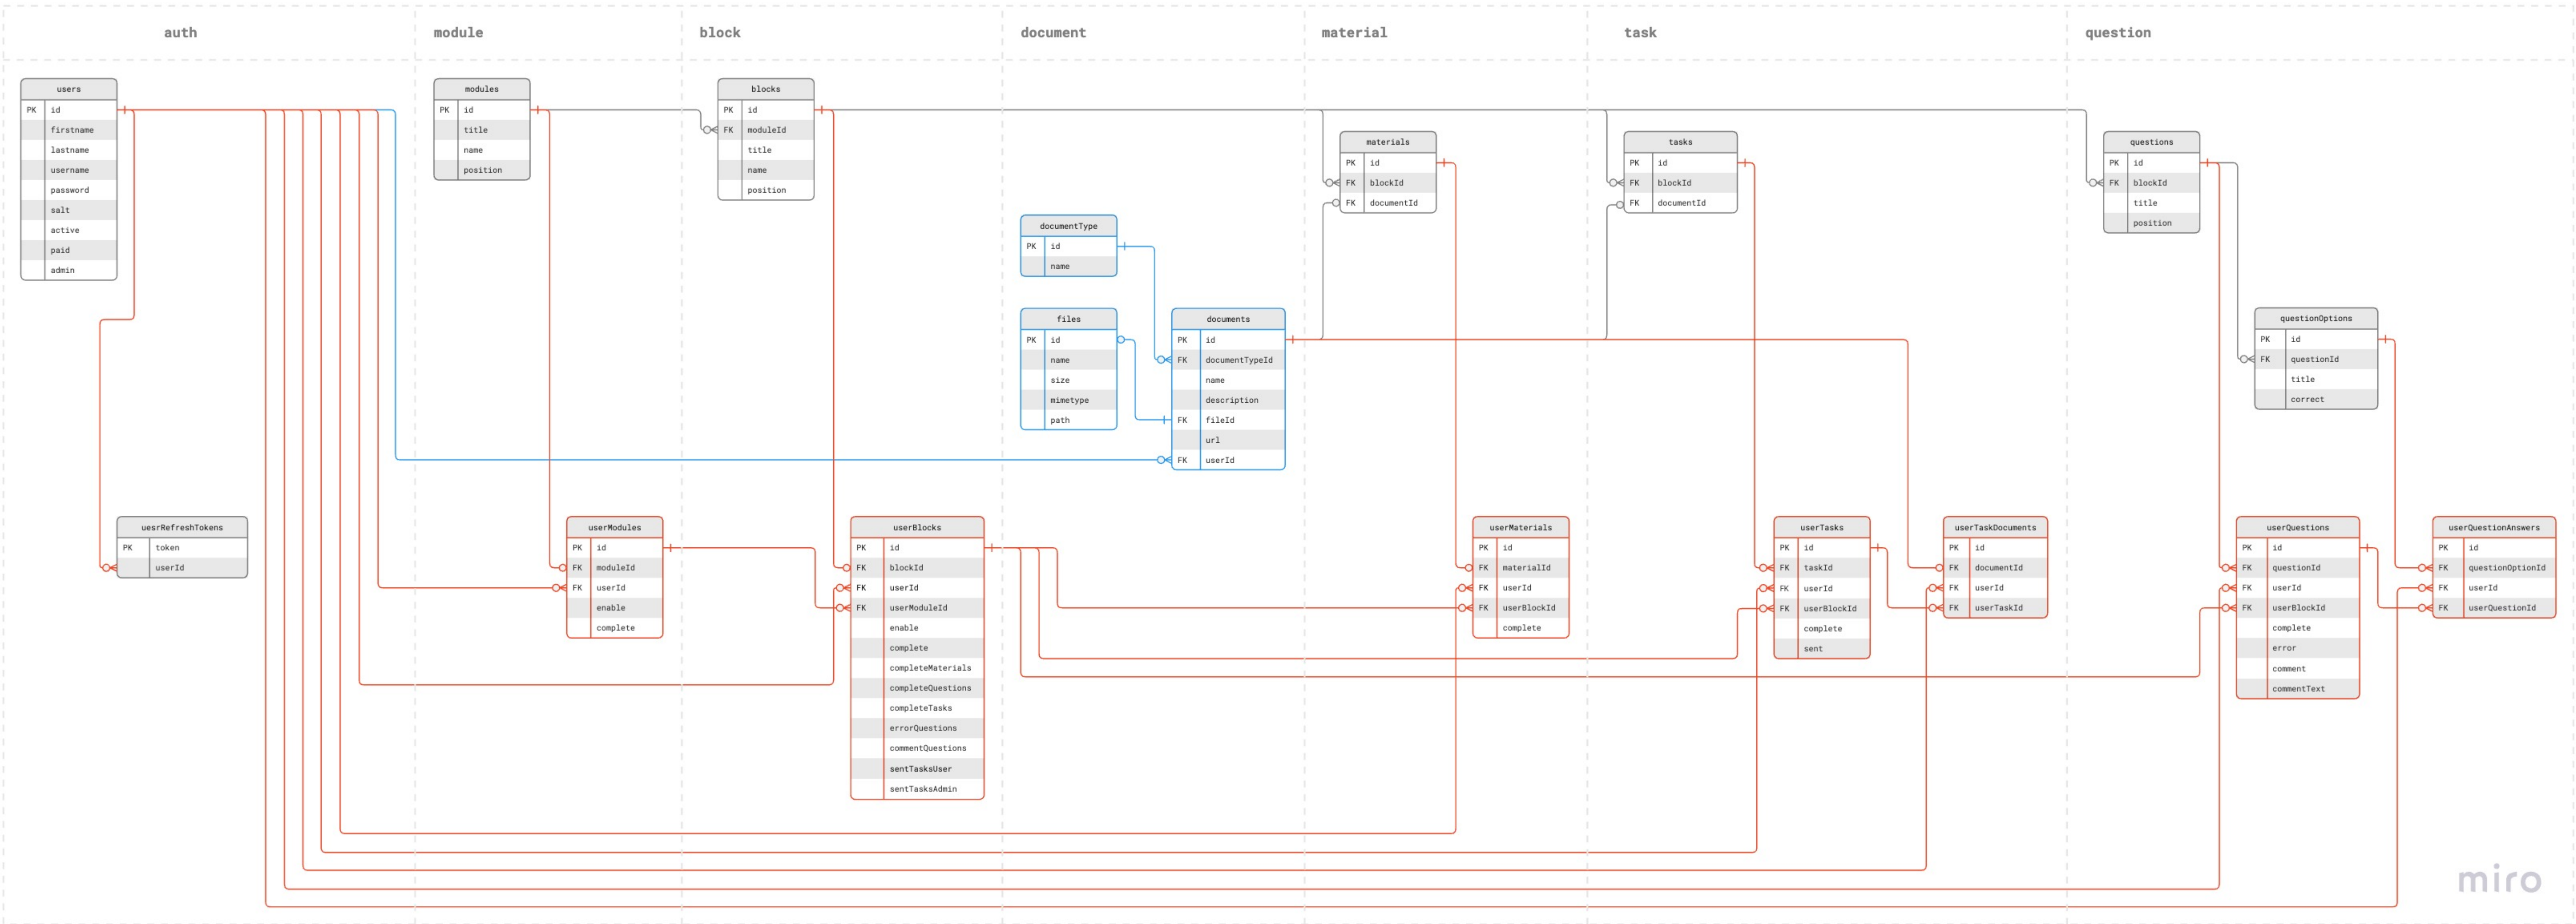 auth
module
block
document
material
task
question
users
PK id
firstname
lastname
username
password
salt
active
paid
admin
uesrRefreshTokens
PK token
userId
modules
PK id
title
name
position
userModules
PK id
FK moduleId
FK userId
enable
complete
blocks
PK id
FK moduleId
title
name
position
userBlocks
PK id
FK blockId
FK userId
FK userModuleId
enable
complete
completeMaterials
completeQuestions
completeTasks
errorQuestions
commentQuestions
sentTasksUser
sentTasksAdmin
documentType
PK id
name
files
PK id
name
size
mimetype
path
documents
PK id
FK documentTypeId
name
description
FK fileId
url
FK userId
materials
PK id
FK blockId
FK documentId
userMaterials
PK id
FK materialId
FK userId
FK userBlockId
complete
tasks
PK id
FK blockId
FK documentId
userTasks
PK id
FK taskId
FK userId
FK userBlockId
complete
sent
userTaskDocuments
PK id
FK documentId
FK userId
FK userTaskId
questions
PK id
FK blockId
title
position
questionOptions
PK id
FK questionId
title
correct
userQuestions
PK id
FK questionId
FK userId
FK userBlockId
complete
error
comment
commentText
userQuestionAnswers
PK id
FK questionOptionId
FK userId
FK userQuestionId
miro